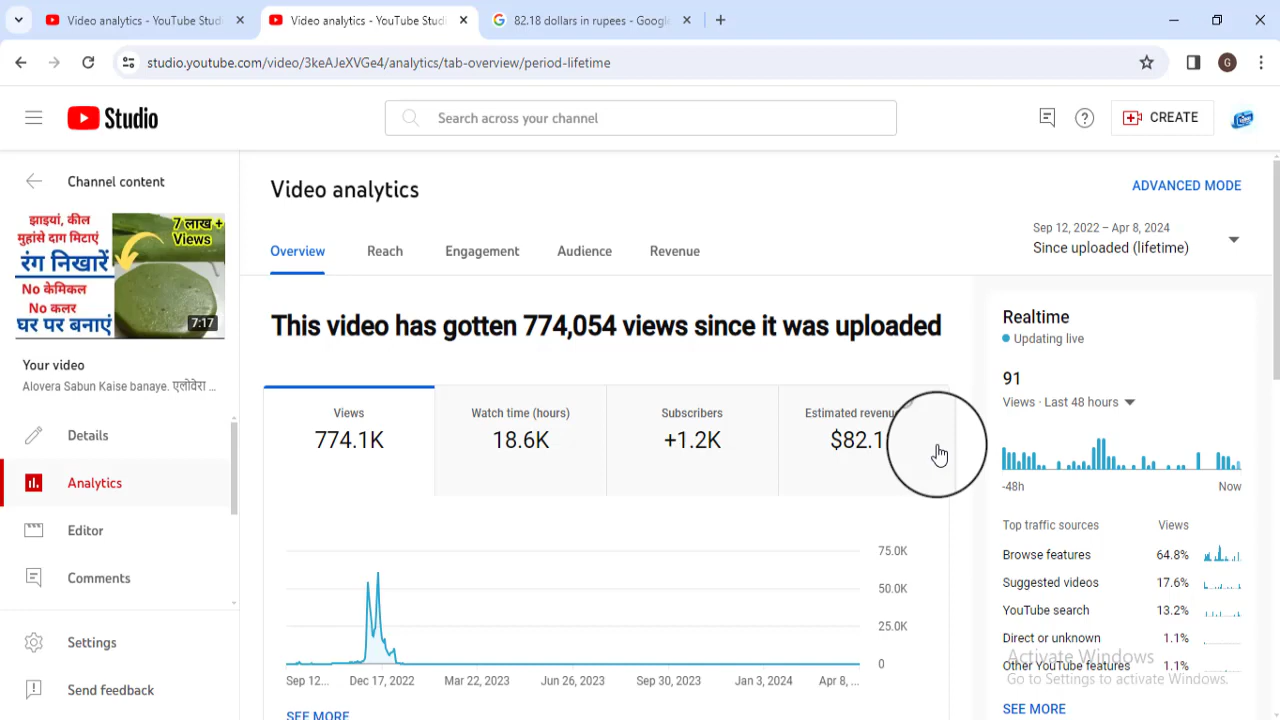 Video analytics - YouTube Studi
Video analytics - YouTube Studi
82.18 dollars in rupees - Google
studio.youtube.com/video/3keAJeXVGe4/analytics/tab-overview/period-lifetime
G
Studio
Search across your channel
CREATE
Channel content
झाइयां, कील
मुहांसे दाग मिटाएं
रंग निखारें
No केमिकल
No कलर
घर पर बनाएं
7 लाख +
Views
7:17
Your video
Alovera Sabun Kaise banaye. एलोवेरा ...
Details
Analytics
Editor
Comments
Settings
Send feedback
Video analytics
ADVANCED MODE
Overview
Reach
Engagement
Audience
Revenue
Sep 12, 2022 – Apr 8, 2024
Since uploaded (lifetime)
This video has gotten 774,054 views since it was uploaded
Views
774.1K
Watch time (hours)
18.6K
Subscribers
+1.2K
Estimated revenu
$82.1
75.0K
50.0K
25.0K
0
Sep 12...
Dec 17, 2022
Mar 22, 2023
Jun 26, 2023
Sep 30, 2023
Jan 3, 2024
Apr 8, ...
SEE MORE
Realtime
Updating live
91
Views · Last 48 hours
-48h
Now
Top traffic sources
Views
Browse features
64.8%
Suggested videos
17.6%
YouTube search
13.2%
Direct or unknown
1.1%
Other YouTube features
1.1%
Activate Windows
Go to Settings to activate Windows.
SEE MORE